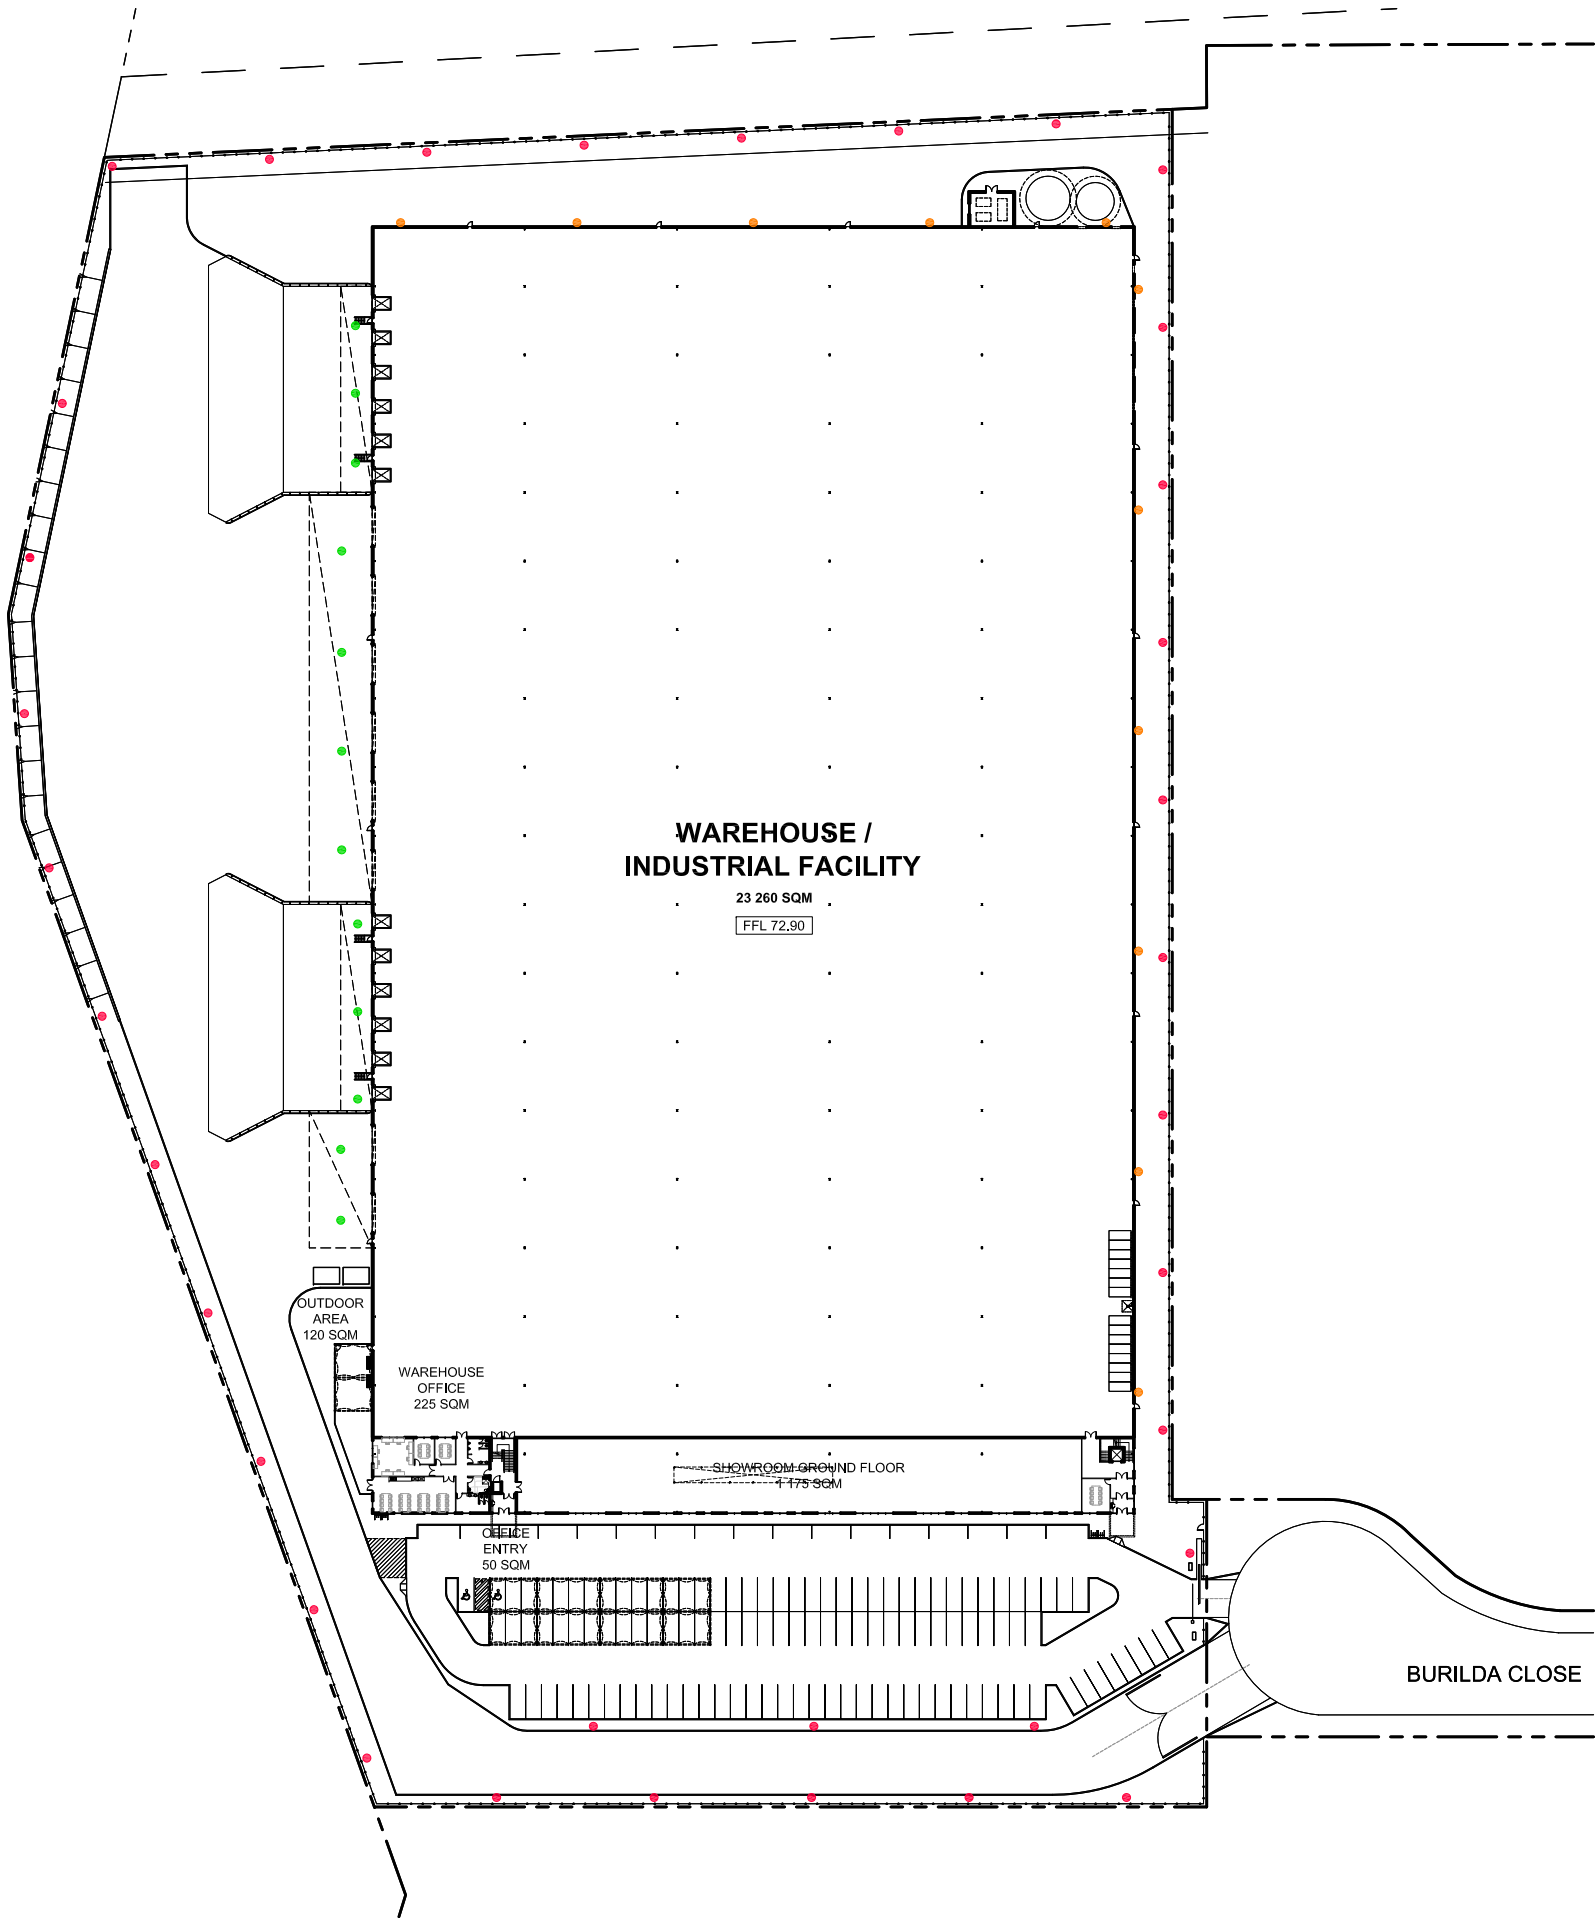 WAREHOUSE /
INDUSTRIAL FACILITY
23 260 SQM
FFL 72.90
OUTDOOR
AREA
120 SQM
WAREHOUSE
OFFICE
225 SQM
SHOWROOM GROUND FLOOR
1 175 SQM
OFFICE
ENTRY
50 SQM
BURILDA CLOSE